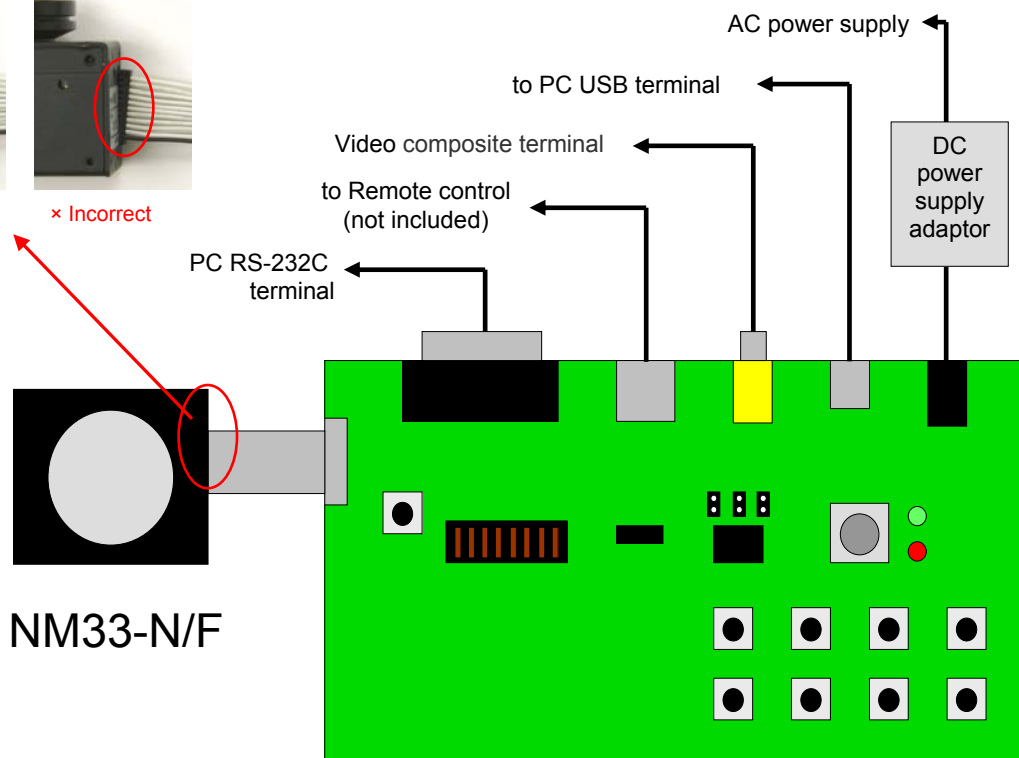 AC power supply
to PC USB terminal
Video composite terminal
DC
power
supply
adaptor
to Remote control
(not included)
× Incorrect
PC RS-232C
terminal
NM33-N/F